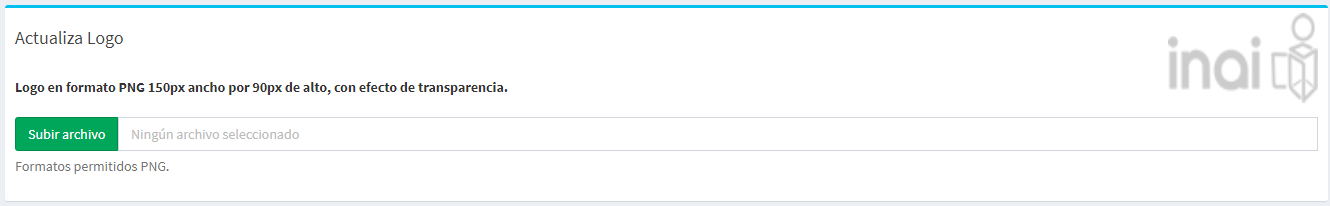 Actualiza Logo
inai
Logo en formato PNG 150px ancho por 90px de alto, con efecto de transparencia.
Subir archivo Ningún archivo seleccionado
Formatos permitidos PNG.